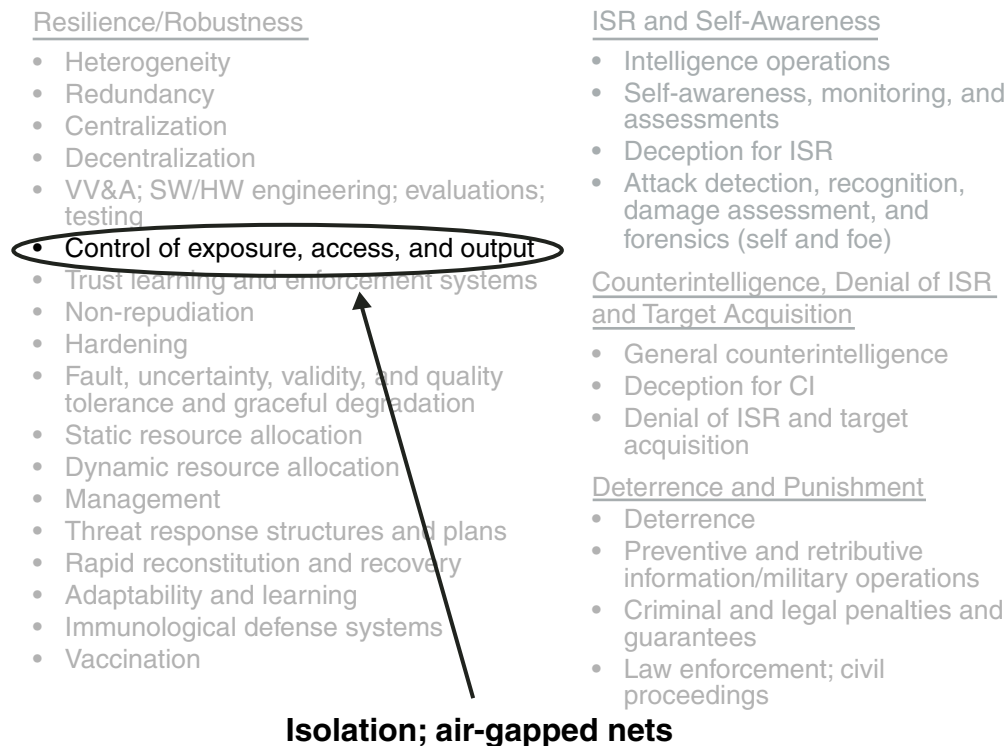 Resilience/Robustness
• Heterogeneity
• Redundancy
• Centralization
• Decentralization
• VV&A; SW/HW engineering; evaluations;
testing
• Control of exposure, access, and output
• Trust learning and enforcement systems
• Non-repudiation
• Hardening
• Fault, uncertainty, validity, and quality
tolerance and graceful degradation
• Static resource allocation
• Dynamic resource allocation
• Management
• Threat response structures and plans
• Rapid reconstitution and recovery
• Adaptability and learning
• Immunological defense systems
• Vaccination
ISR and Self-Awareness
• Intelligence operations
• Self-awareness, monitoring, and
assessments
• Deception for ISR
• Attack detection, recognition,
damage assessment, and
forensics (self and foe)
Counterintelligence, Denial of ISR
and Target Acquisition
• General counterintelligence
• Deception for CI
• Denial of ISR and target
acquisition
Deterrence and Punishment
• Deterrence
• Preventive and retributive
information/military operations
• Criminal and legal penalties and
guarantees
• Law enforcement; civil
proceedings
Isolation; air-gapped nets